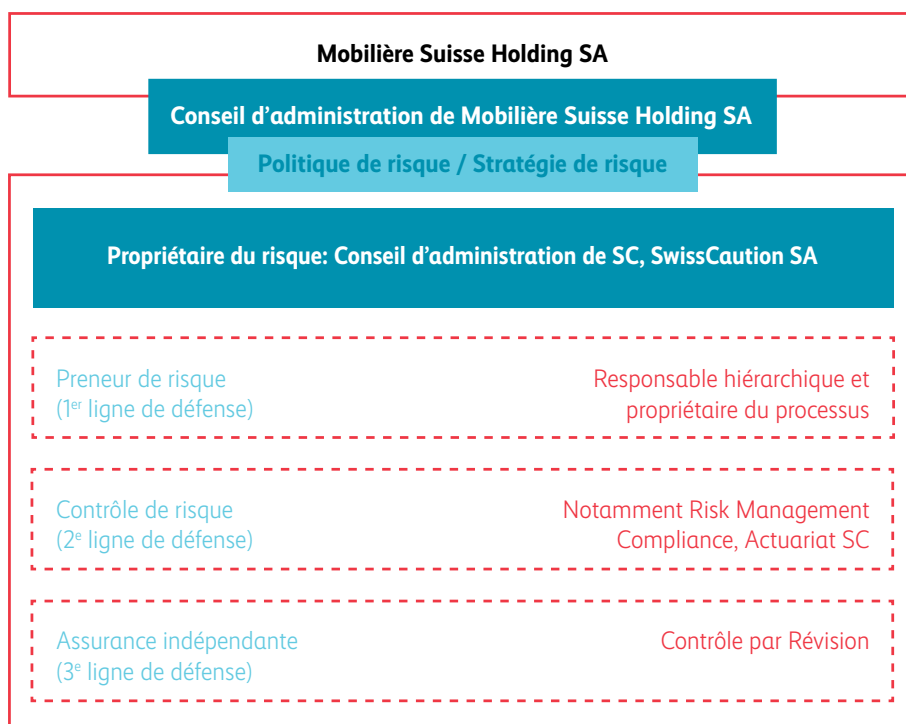 Mobilière Suisse Holding SA
Conseil d'administration de Mobilière Suisse Holding SA
Politique de risque / Stratégie de risque
Propriétaire du risque: Conseil d'administration de SC, SwissCaution SA
Preneur de risque
(1er ligne de défense)
Responsable hiérarchique et
propriétaire du processus
Contrôle de risque
(2e ligne de défense)
Notamment Risk Management
Compliance, Actuariat SC
Assurance indépendante
(3e ligne de défense)
Contrôle par Révision